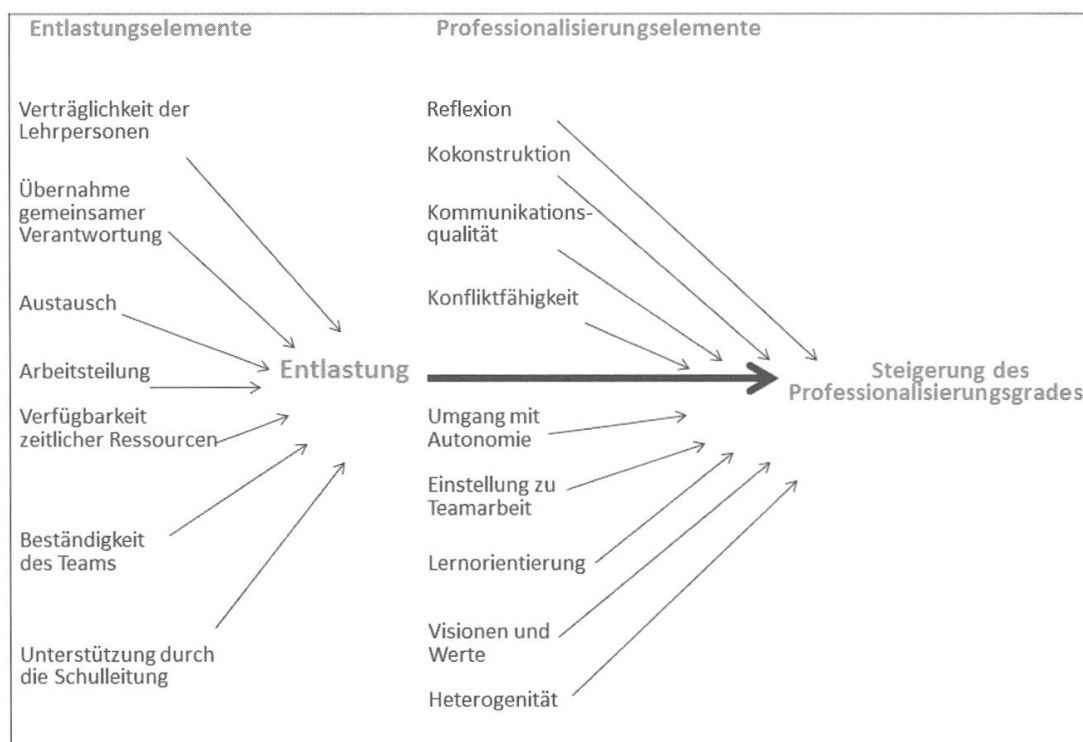 Entlastungselemente
Verträglichkeit der
Lehrpersonen
Übernahme
gemeinsamer
Verantwortung
Austausch
Arbeitsteilung
Verfügbarkeit
zeitlicher Ressourcen
Beständigkeit
des Teams
Unterstützung durch
die Schulleitung
Entlastung
Professionalisierungselemente
Reflexion
Kokonstruktion
Kommunikations-
qualität
Konfliktfähigkeit
Umgang mit
Autonomie
Einstellung zu
Teamarbeit
Lernorientierung
Visionen und
Werte
Heterogenität
Steigerung des
Professionalisierungsgrades